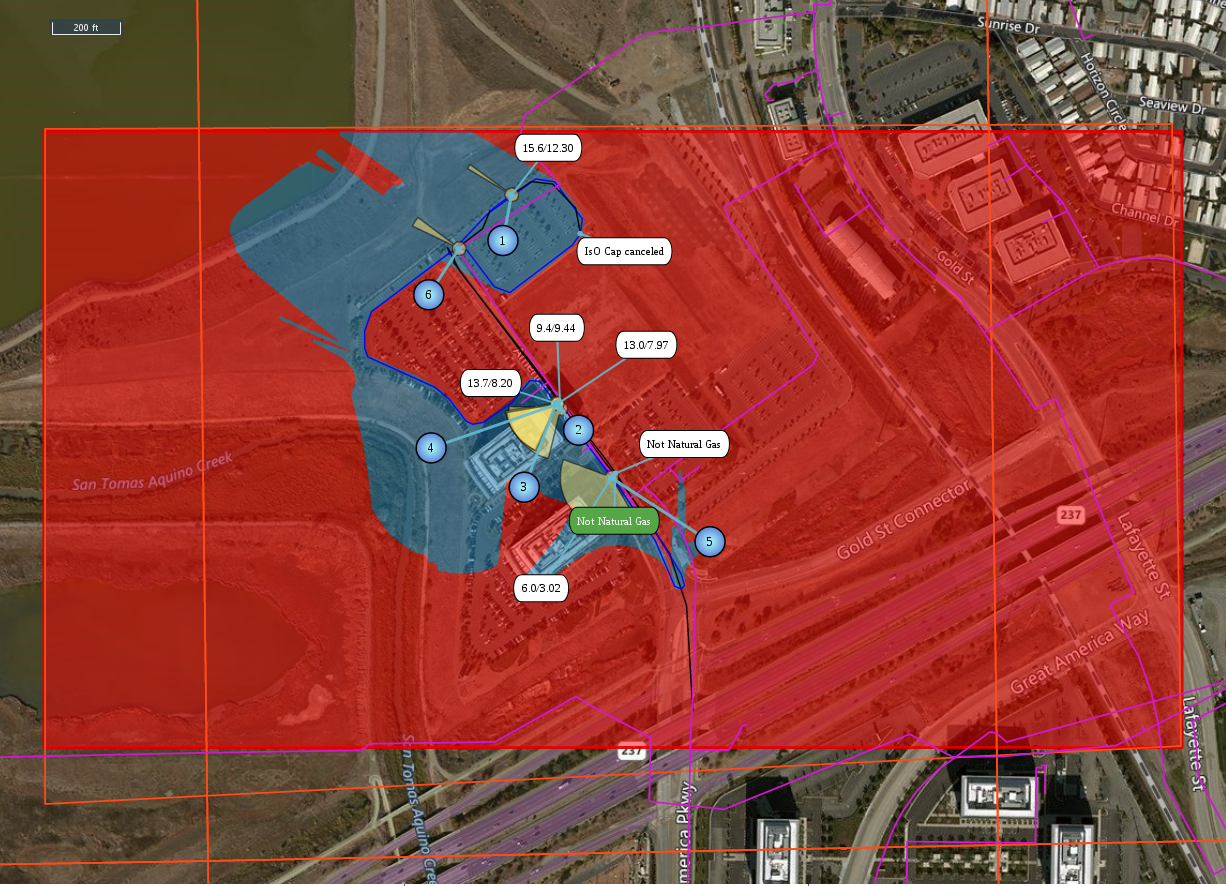 200 ft
Sunrise Dr
Horizon Circle
Seaview Dr
15.6/12.30
Channel Dr
1
IsO Cap canceled
Gold St
6
9.4/9.44
13.0/7.97
13.7/8.20
2
4
Not Natural Gas
San Tomas Aquino Creek
3
Gold St Connector
237
Not Natural Gas
5
Lafayette St
6.0/3.02
Great America Way
237
Lafayette St
San Tomas Aquino Cree
merica Pkwy